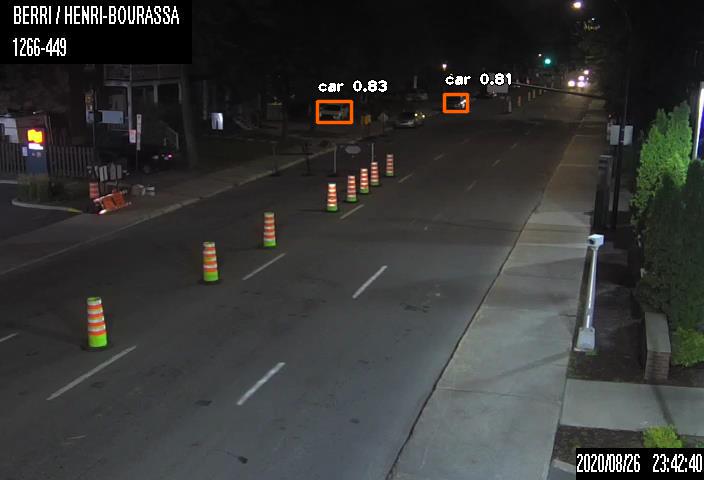 BERRI / HENRI-BOURASSA
1266-449
car 0.83
car 0.81
2020/08/26 23:42:40